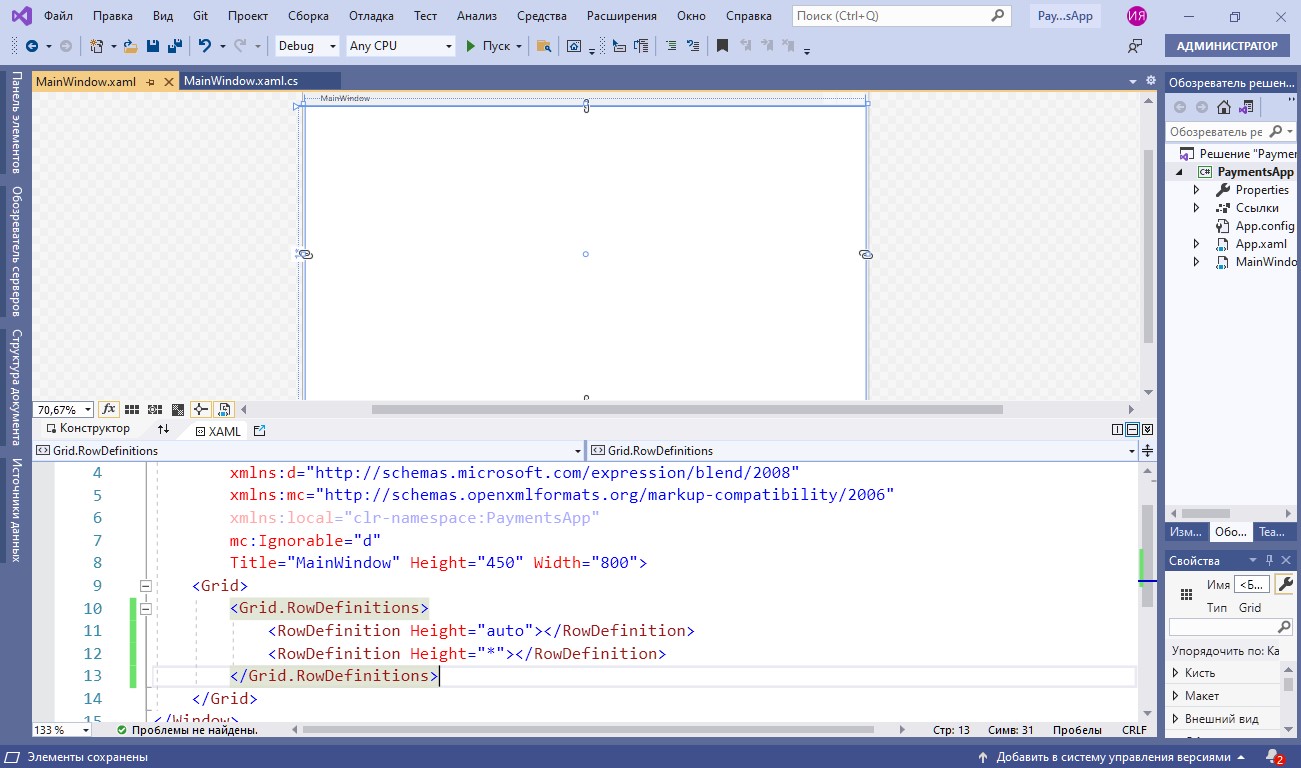 Файл Правка Вид Git Проект Сборка Отладка Тест Анализ Средства Расширения Окно Справка Поиск (Ctrl+Q) Pay...sApp ИЯ
Debug Any CPU Пуск АДМИНИСТРАТОР
MainWindow.xaml MainWindow.xaml.cs
Панель элементов
Обозреватель серверов
Структура документа
Источники данных
MainWindow
70,67% fx
Конструктор XAML
Grid.RowDefinitions Grid.RowDefinitions
4 xmlns:d="http://schemas.microsoft.com/expression/blend/2008"
5 xmlns:mc="http://schemas.openxmlformats.org/markup-compatibility/2006"
6 xmlns:local="clr-namespace:PaymentsApp"
7 mc:Ignorable="d"
8 Title="MainWindow" Height="450" Width="800">
9 <Grid>
10 <Grid.RowDefinitions>
11 <RowDefinition Height="auto"></RowDefinition>
12 <RowDefinition Height="*"></RowDefinition>
13 </Grid.RowDefinitions>
14 </Grid>
15 </Window>
133 % Проблемы не найдены. Стр: 13 Симв: 31 Пробелы CRLF
Обозреватель решен...
Обозреватель ре
Решение "Paymer
C# PaymentsApp
Properties
Ссылки
App.config
App.xaml
MainWindo
Изм... Обо... Tea...
Свойства
Имя <Б...
Тип Grid
Упорядочить по: Ка
Кисть
Макет
Внешний вид
Элементы сохранены Добавить в систему управления версиями 2